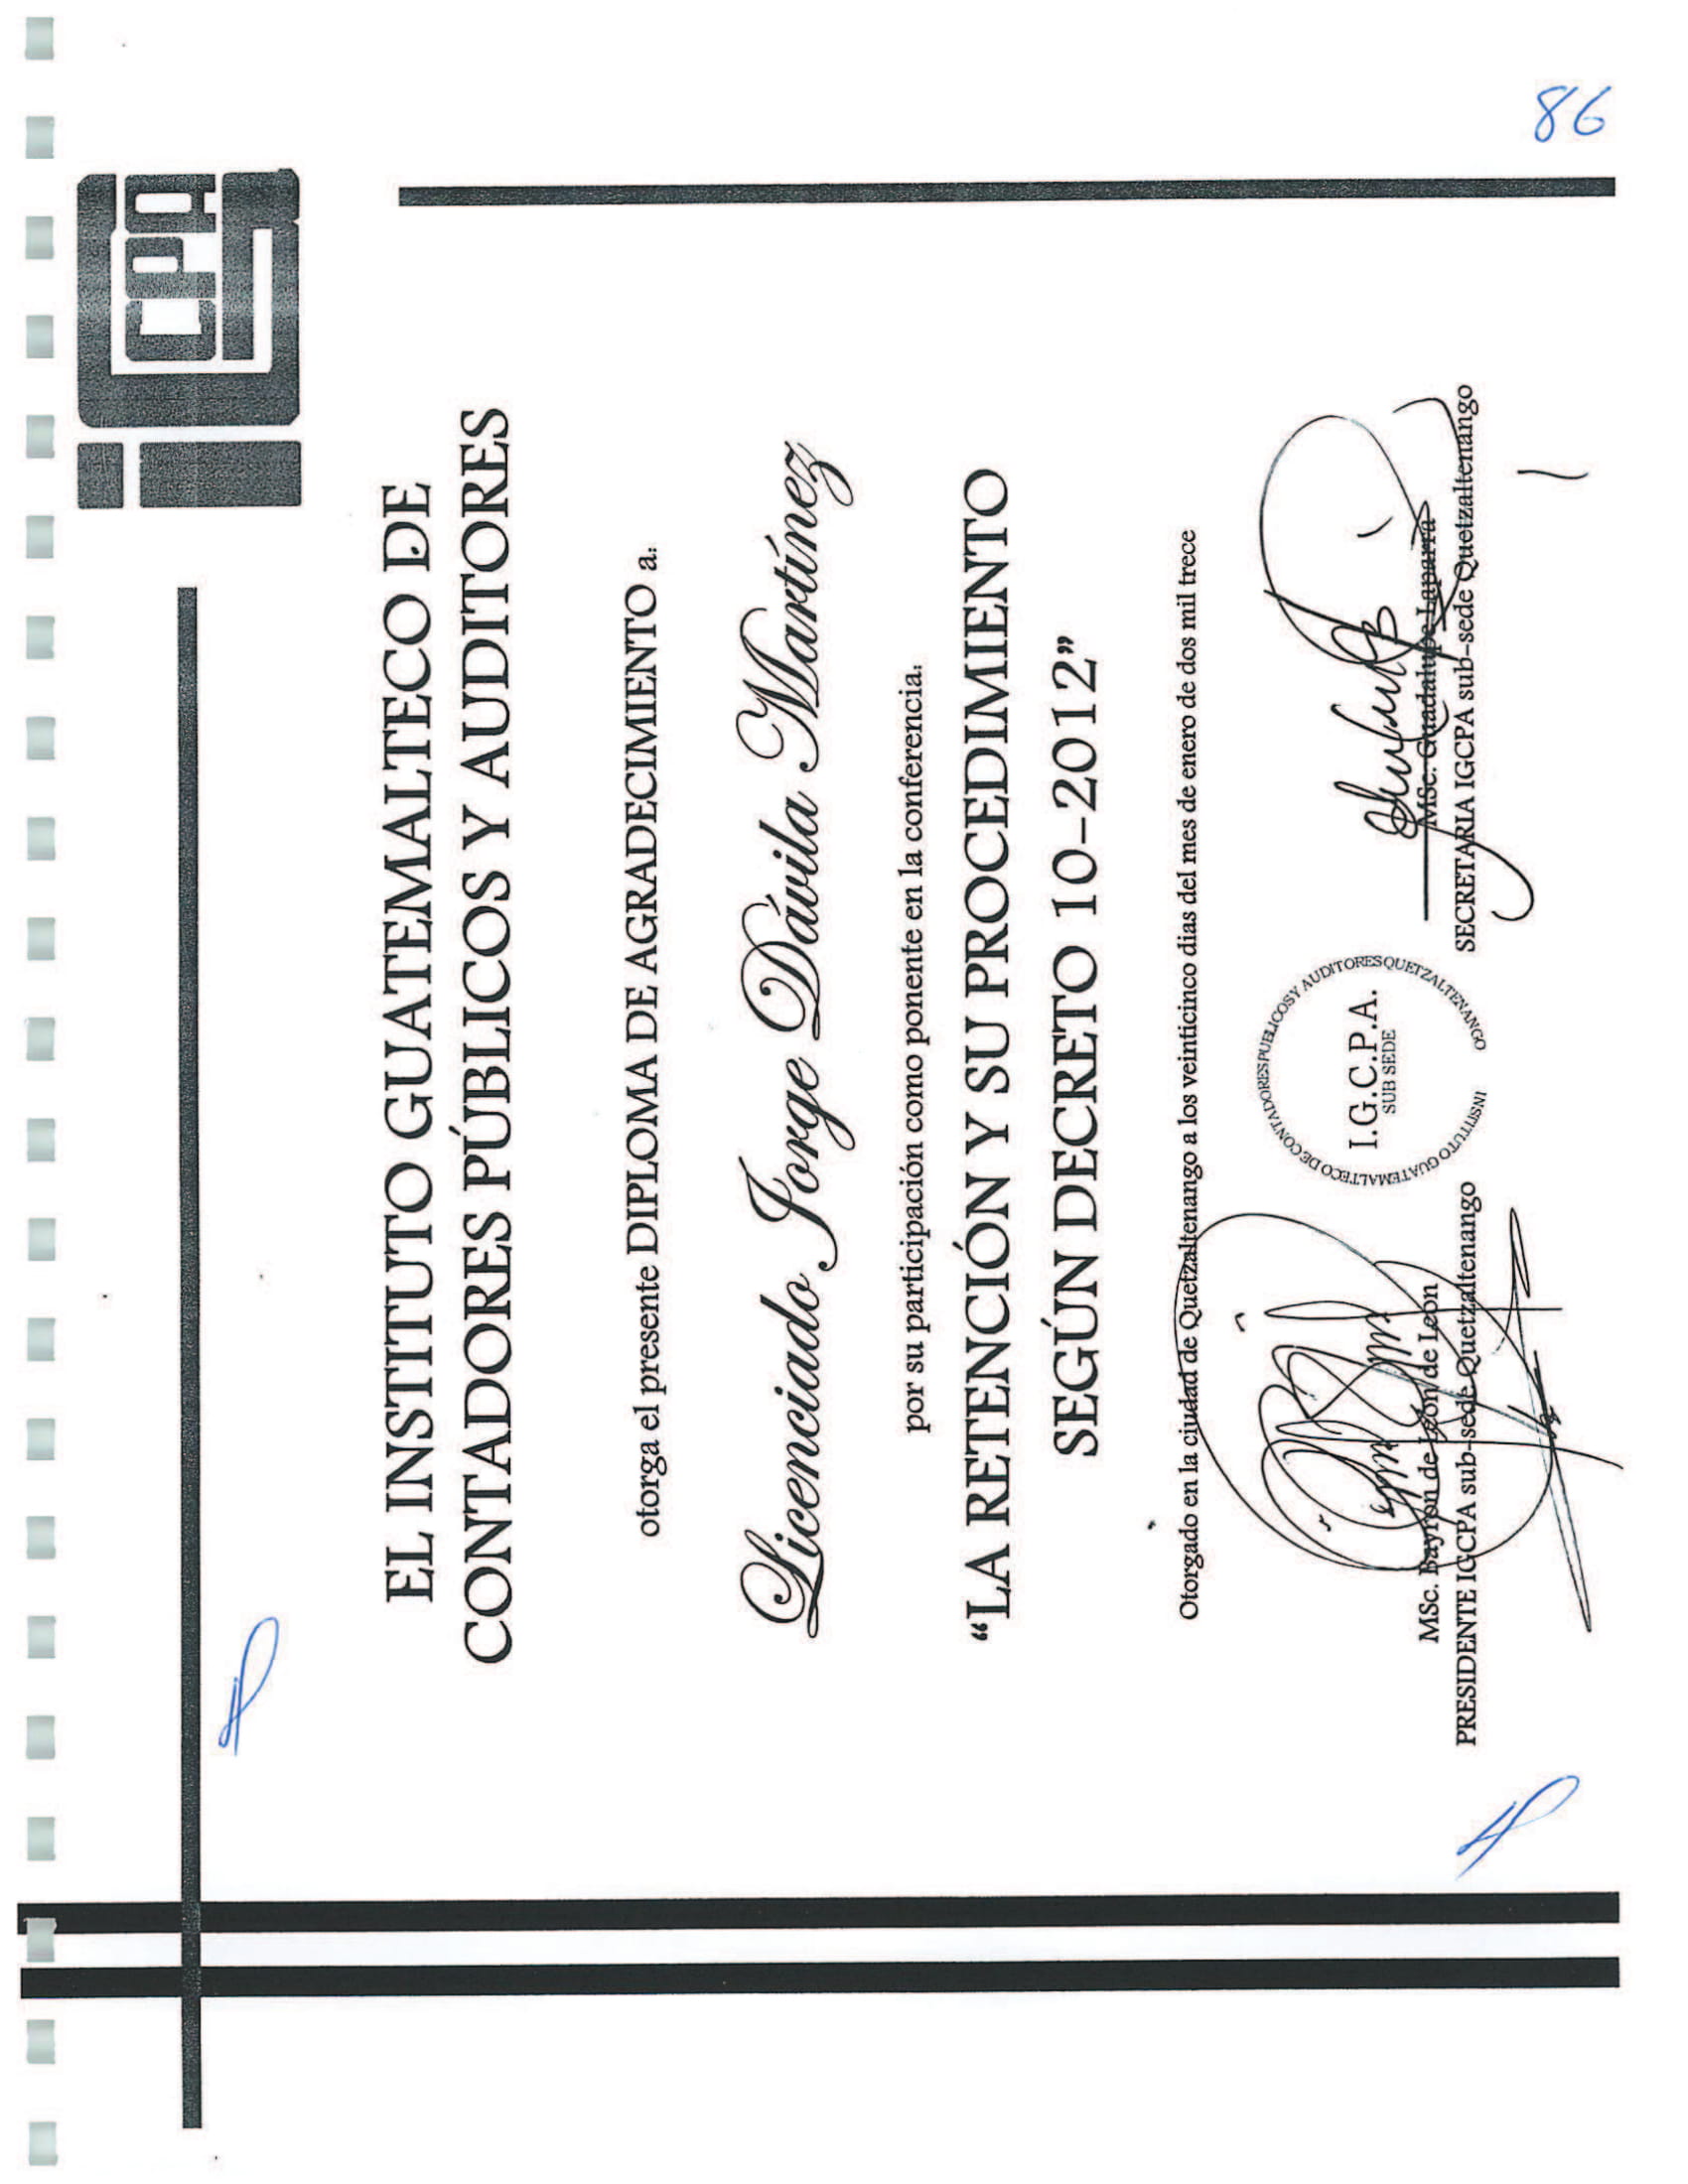 86
iCPA
EL INSTITUTO GUATEMALTECO DE
CONTADORES PÚBLICOS Y AUDITORES
otorga el presente DIPLOMA DE AGRADECIMIENTO a:
Licenciado Jorge Dávila Martínez
por su participación como ponente en la conferencia:
“LA RETENCIÓN Y SU PROCEDIMIENTO
SEGÚN DECRETO 10-2012”
Otorgado en la ciudad de Quetzaltenango a los veinticinco dias del mes de enero de dos mil trece
MSc. Bayron de León de León
PRESIDENTE IGCPA sub-sede Quetzaltenango
INSTITUTO GUATEMALTECO DE CONTADORES PUBLICOS Y AUDITORES QUETZALTENANGO
I.G.C.P.A.
SUB SEDE
MSc. Guadalupe Laparra
SECRETARIA IGCPA sub-sede Quetzaltenango